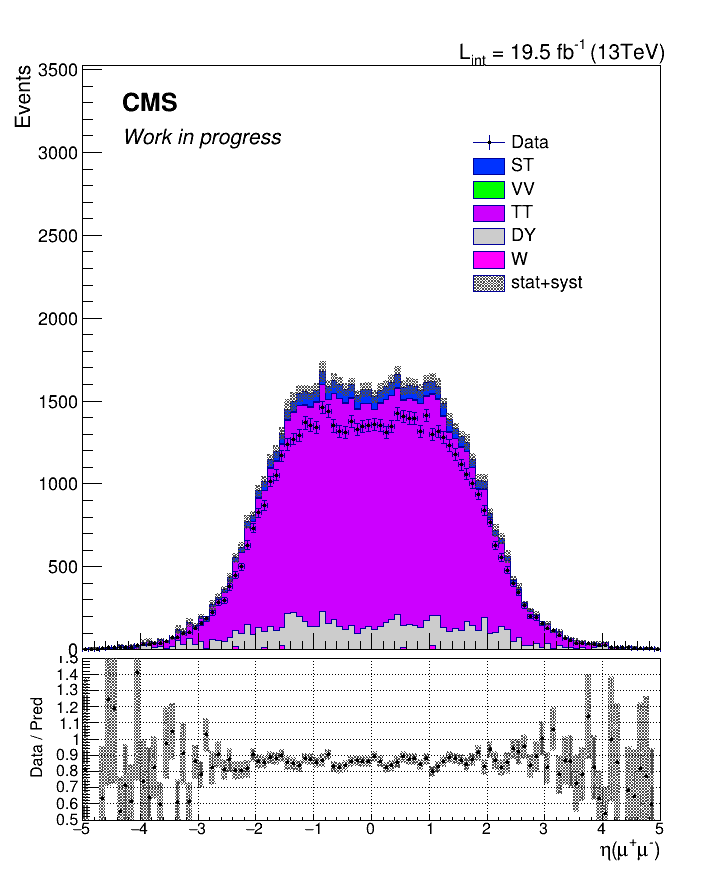 L_int = 19.5 fb⁻¹ (13TeV)
Events
3500
3000
2500
2000
1500
1000
500
0
CMS
Work in progress
Data
ST
VV
TT
DY
W
stat+syst
Data / Pred
1.5
1.4
1.3
1.2
1.1
1
0.9
0.8
0.7
0.6
0.5
−5 −4 −3 −2 −1 0 1 2 3 4 5
η(μ⁺μ⁻)